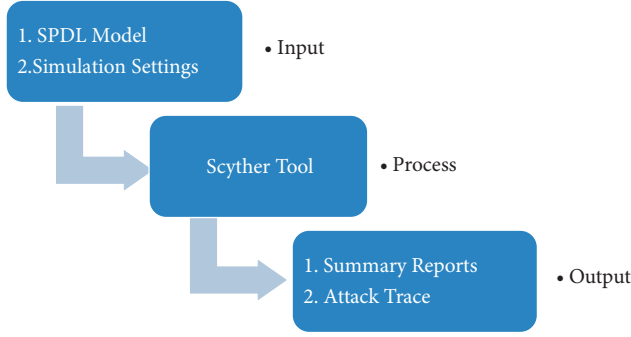 1. SPDL Model
2.Simulation Settings
• Input
Scyther Tool
• Process
1. Summary Reports
2. Attack Trace
• Output